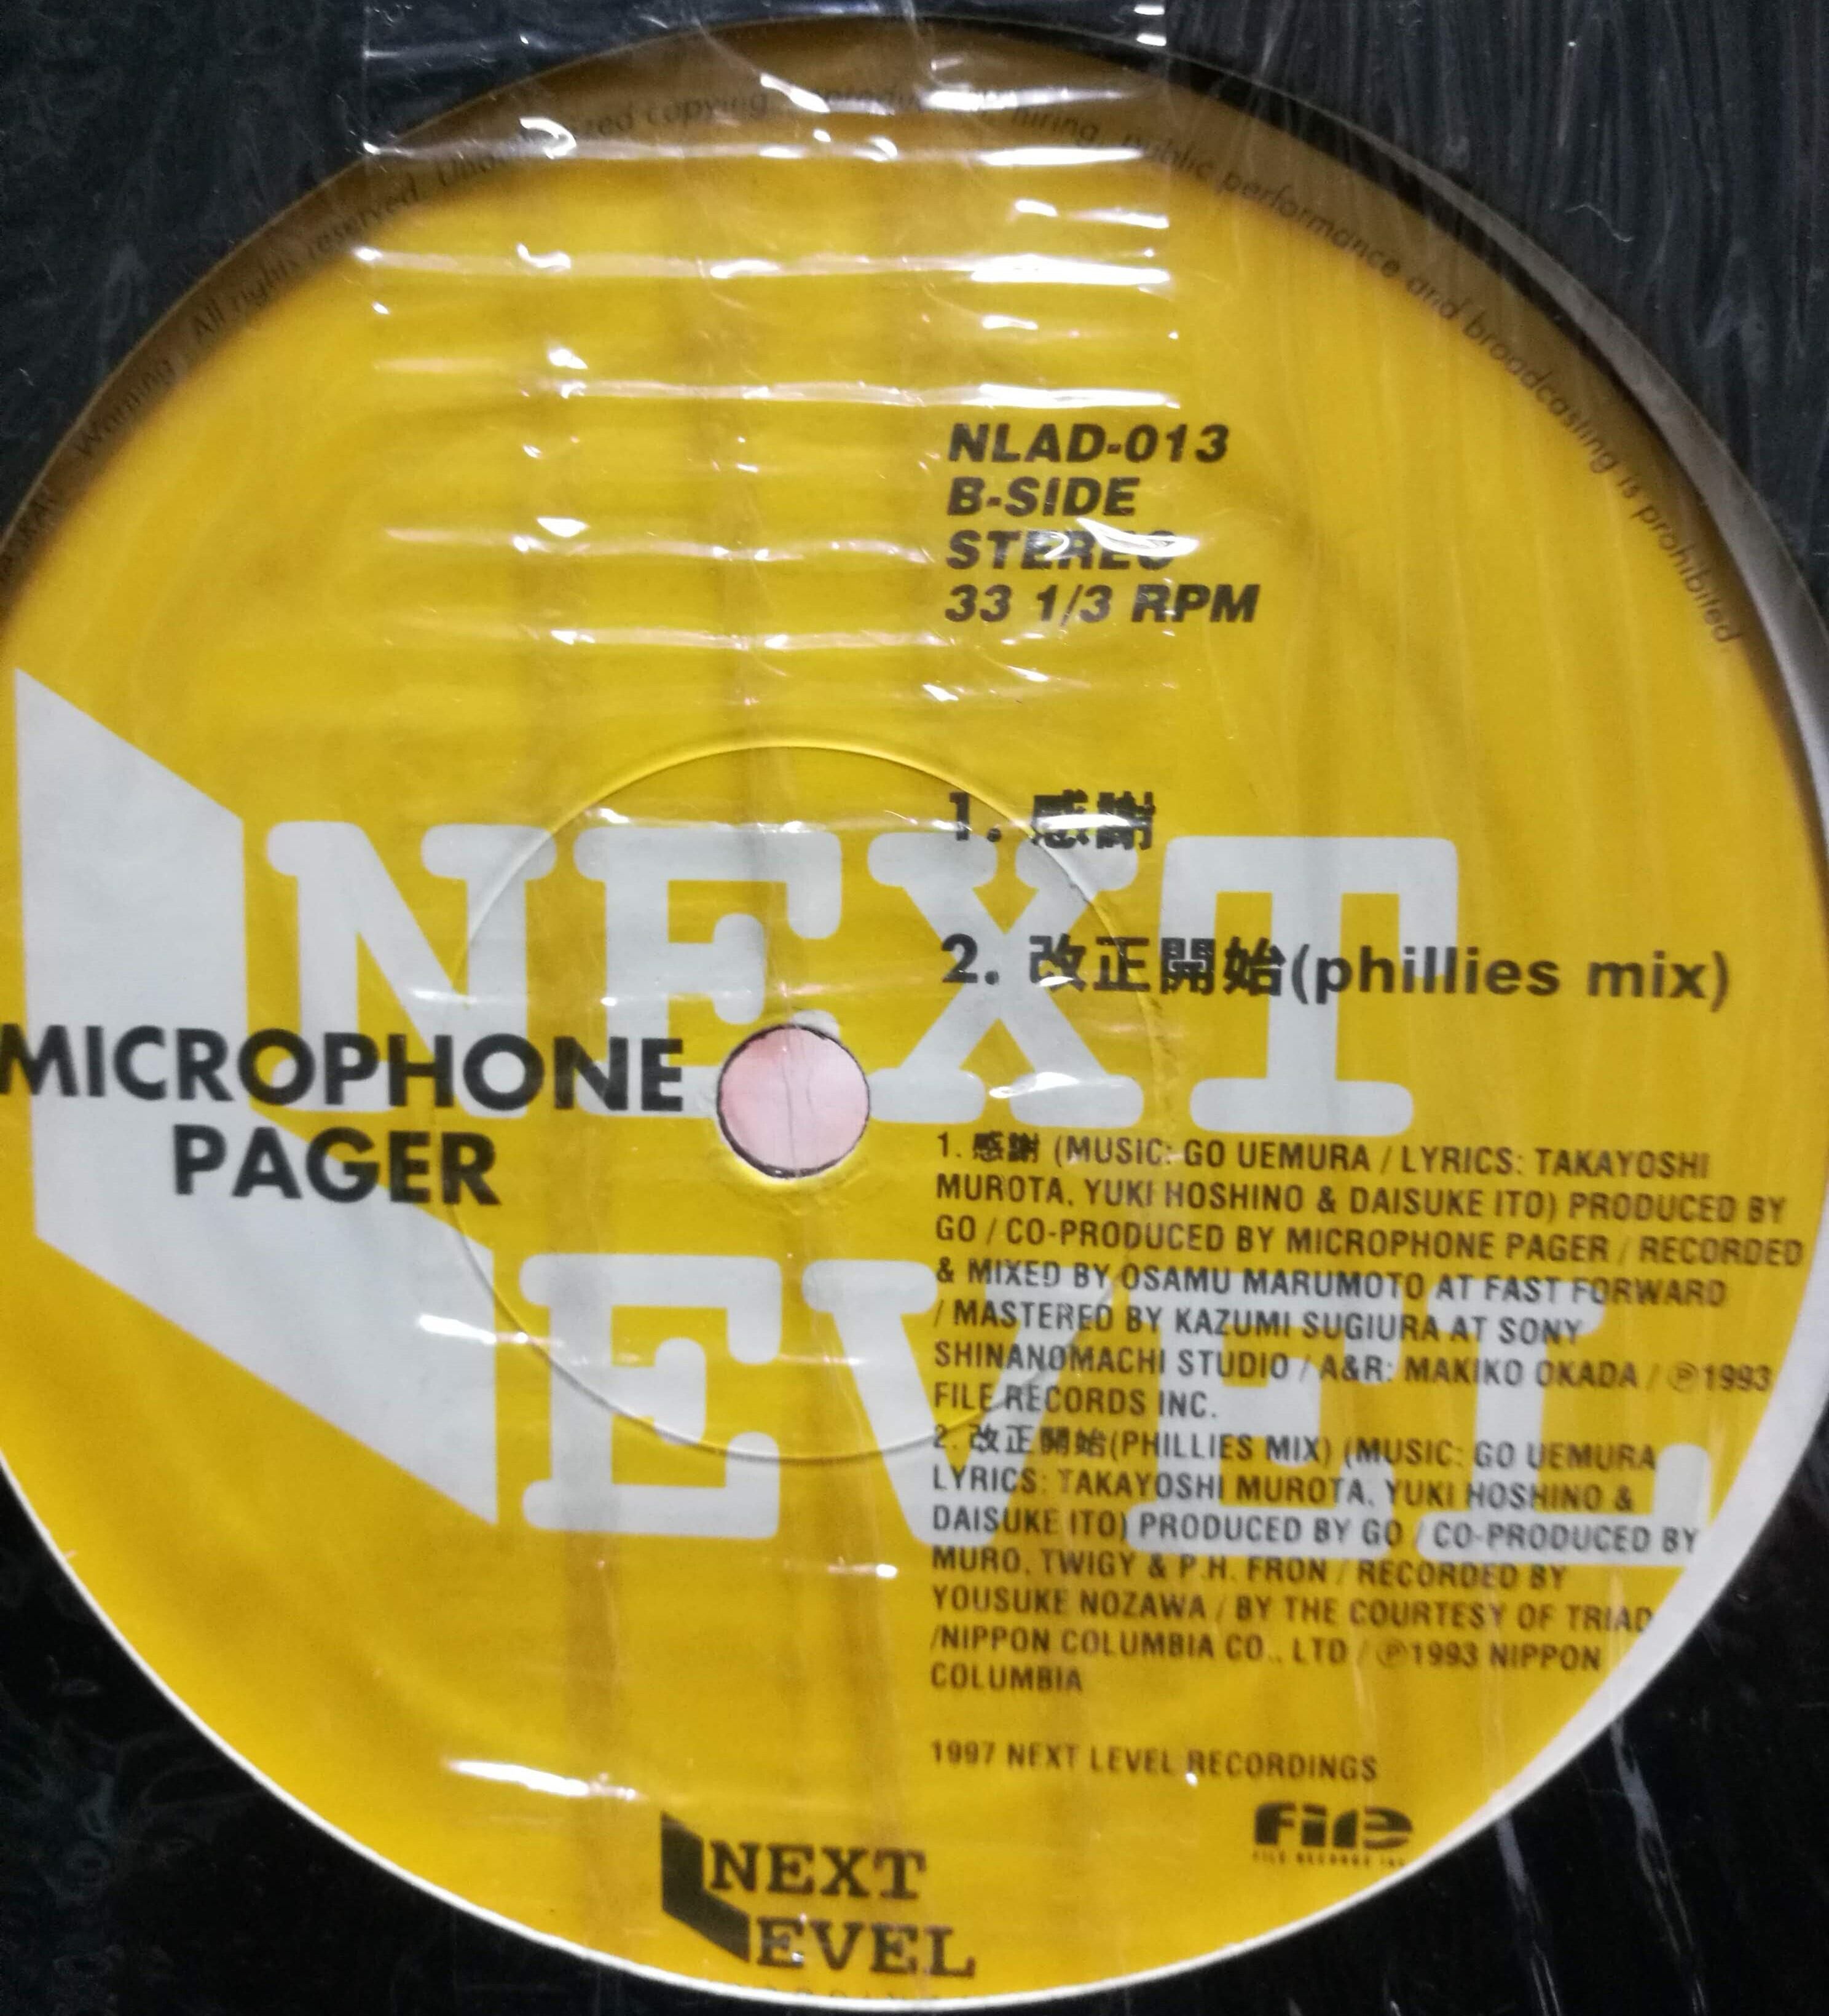 Warning: All rights reserved. copying, hiring, public performance and broadcasting is prohibited.
NLAD-013
B-SIDE
STEREO
33 1/3 RPM
1. 感謝
2. 改正開始(phillies mix)
NEXT
LEVEL
MICROPHONE
PAGER
1. 感謝 (MUSIC: GO UEMURA / LYRICS: TAKAYOSHI
MUROTA, YUKI HOSHINO & DAISUKE ITO) PRODUCED BY
GO / CO-PRODUCED BY MICROPHONE PAGER / RECORDED
& MIXED BY OSAMU MARUMOTO AT FAST FORWARD
/ MASTERED BY KAZUMI SUGIURA AT SONY
SHINANOMACHI STUDIO / A&R: MAKIKO OKADA / ℗1993
FILE RECORDS INC.
2. 改正開始(PHILLIES MIX) (MUSIC: GO UEMURA
LYRICS: TAKAYOSHI MUROTA, YUKI HOSHINO &
DAISUKE ITO) PRODUCED BY GO / CO-PRODUCED BY
MURO, TWIGY & P.H. FRON / RECORDED BY
YOUSUKE NOZAWA / BY THE COURTESY OF TRIAD
/NIPPON COLUMBIA CO., LTD / ℗1993 NIPPON
COLUMBIA
1997 NEXT LEVEL RECORDINGS
file
FILE RECORDS INC.
NEXT
LEVEL